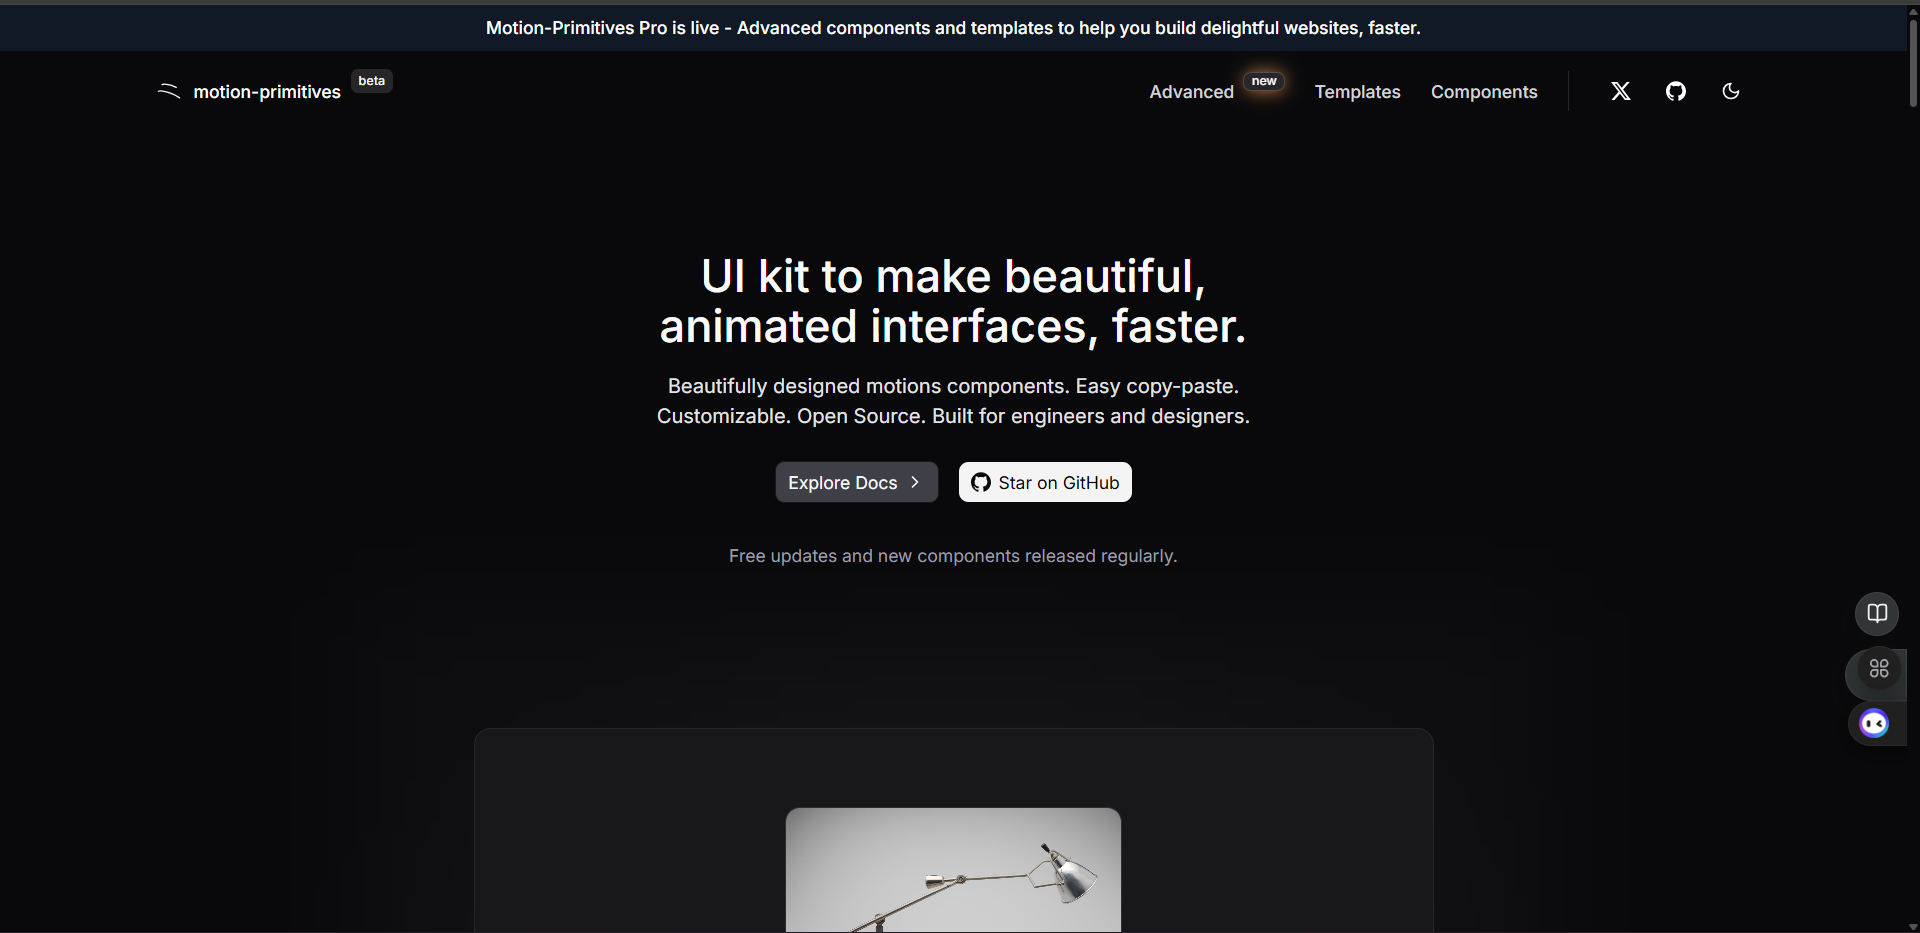 Motion-Primitives Pro is live - Advanced components and templates to help you build delightful websites, faster.
motion-primitives beta
Advanced new Templates Components
UI kit to make beautiful,
animated interfaces, faster.
Beautifully designed motions components. Easy copy-paste.
Customizable. Open Source. Built for engineers and designers.
Explore Docs
Star on GitHub
Free updates and new components released regularly.